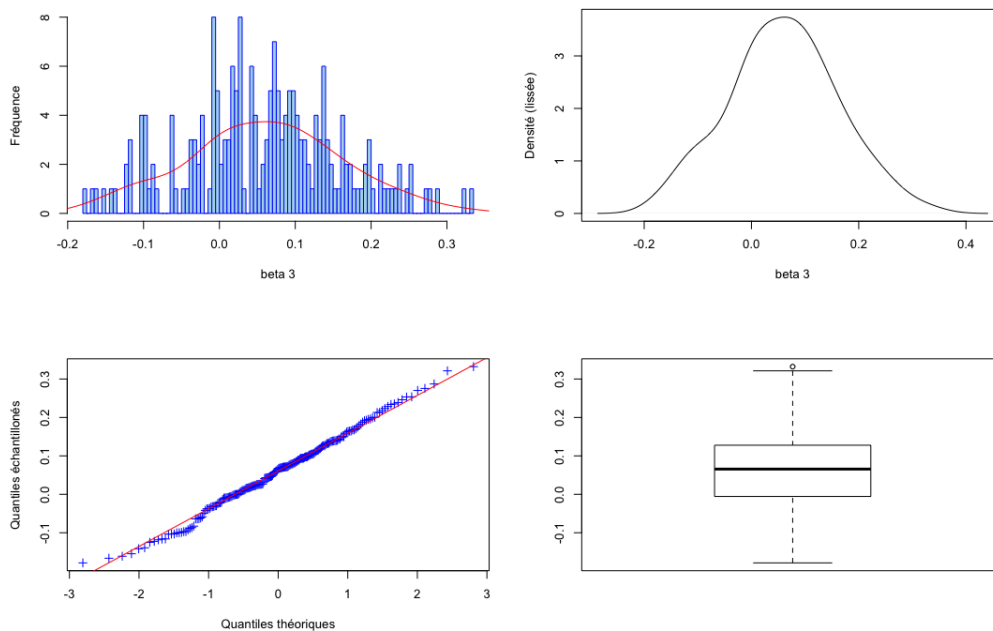 Fréquence
0 2 4 6 8
-0.2 -0.1 0.0 0.1 0.2 0.3
beta 3
Densité (lissée)
0 1 2 3
-0.2 0.0 0.2 0.4
beta 3
Quantiles échantillonés
-0.1 0.0 0.1 0.2 0.3
-3 -2 -1 0 1 2 3
Quantiles théoriques
-0.1 0.0 0.1 0.2 0.3